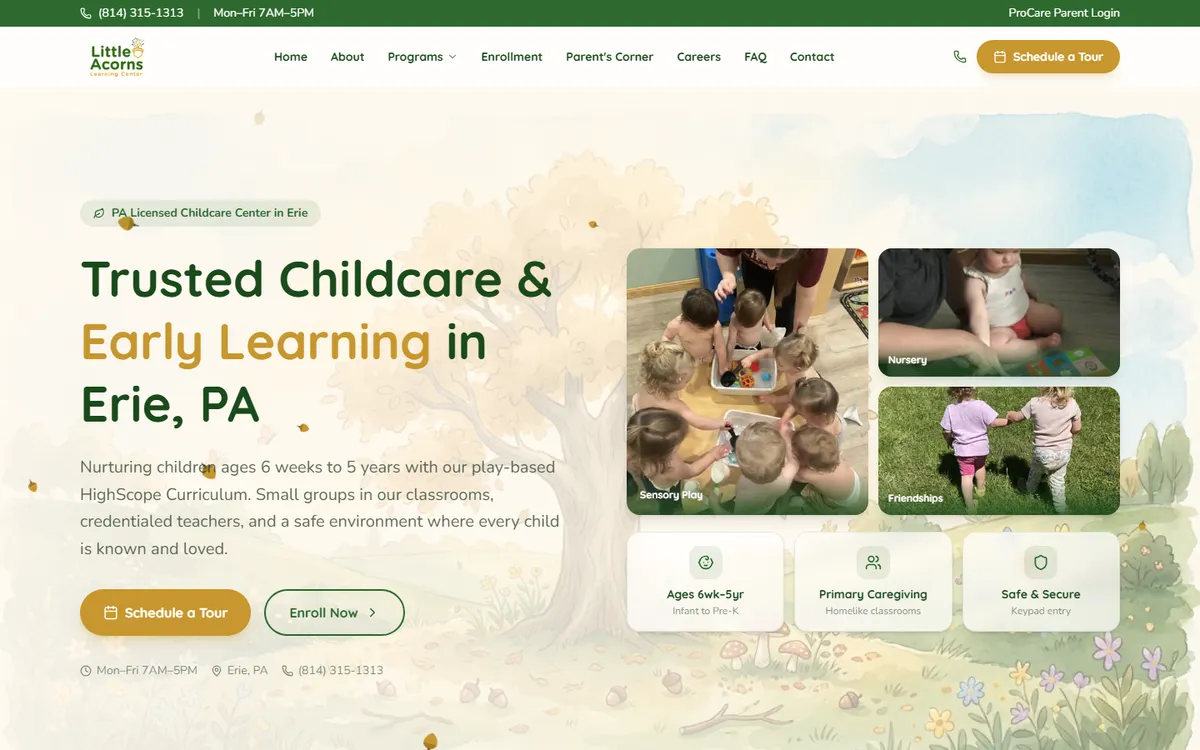 (814) 315-1313 | Mon–Fri 7AM–5PM
ProCare Parent Login
Little
Acorns
Learning Center
Home
About
Programs
Enrollment
Parent's Corner
Careers
FAQ
Contact
Schedule a Tour
PA Licensed Childcare Center in Erie
Trusted Childcare &
Early Learning in
Erie, PA
Nurturing children ages 6 weeks to 5 years with our play-based
HighScope Curriculum. Small groups in our classrooms,
credentialed teachers, and a safe environment where every child
is known and loved.
Schedule a Tour
Enroll Now
Mon–Fri 7AM–5PM
Erie, PA
(814) 315-1313
Sensory Play
Nursery
Friendships
Ages 6wk–5yr
Infant to Pre-K
Primary Caregiving
Homelike classrooms
Safe & Secure
Keypad entry